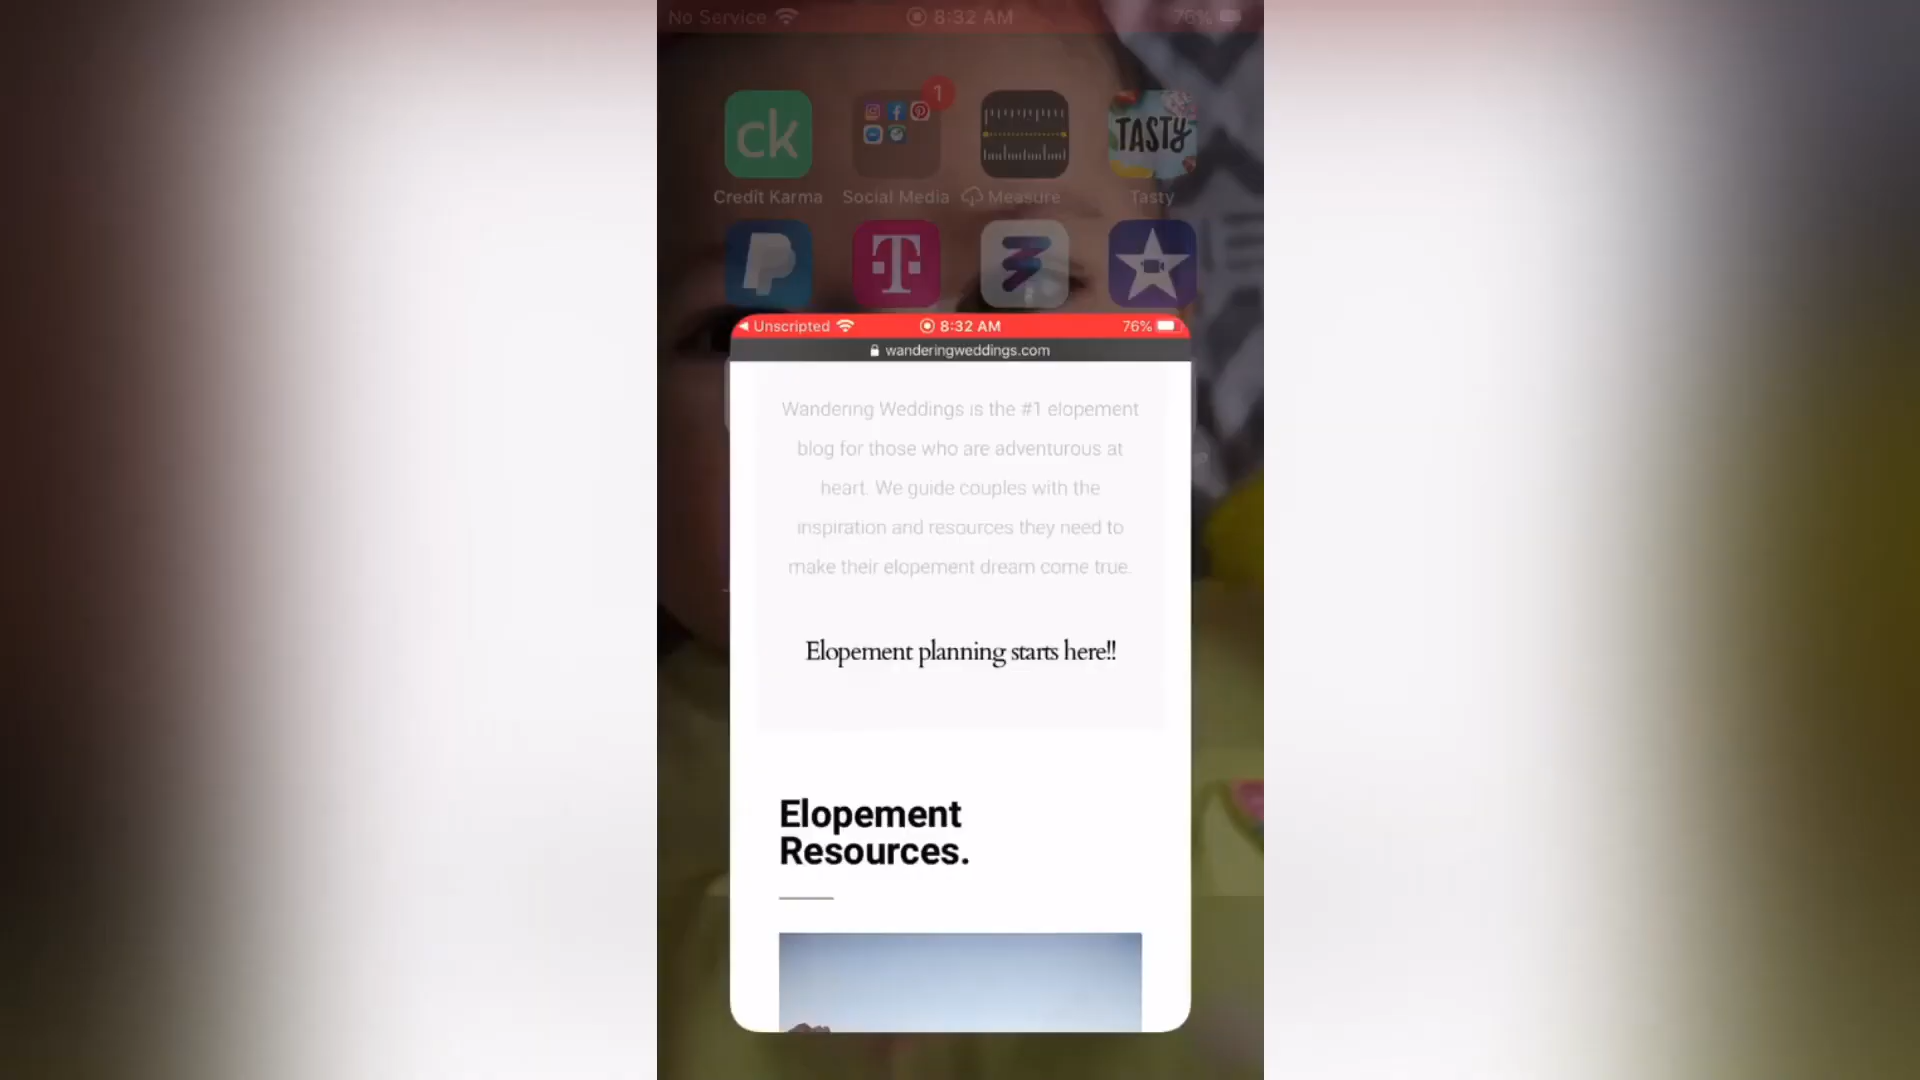 No Service 8:32 AM 76%
1
ck
TASTY
Credit Karma Social Media Measure Tasty
T
Unscripted 8:32 AM 76%
wanderingweddings.com
Wandering Weddings is the #1 elopement
blog for those who are adventurous at
heart. We guide couples with the
inspiration and resources they need to
make their elopement dream come true.
Elopement planning starts here!!
Elopement
Resources.